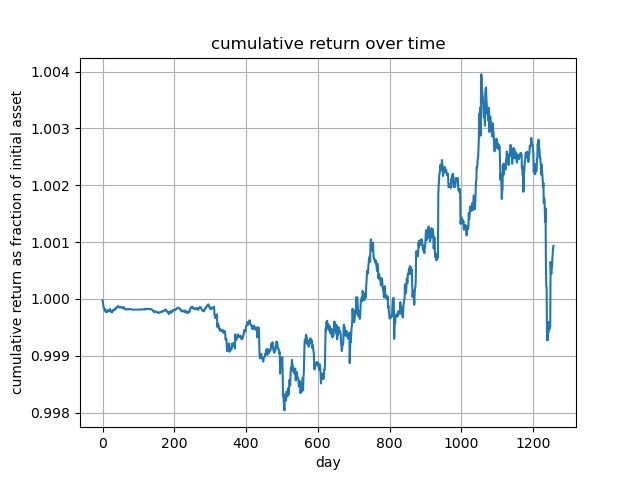 cumulative return over time
cumulative return as fraction of initial asset
1.004
1.003
1.002
1.001
1.000
0.999
0.998
0 200 400 600 800 1000 1200
day